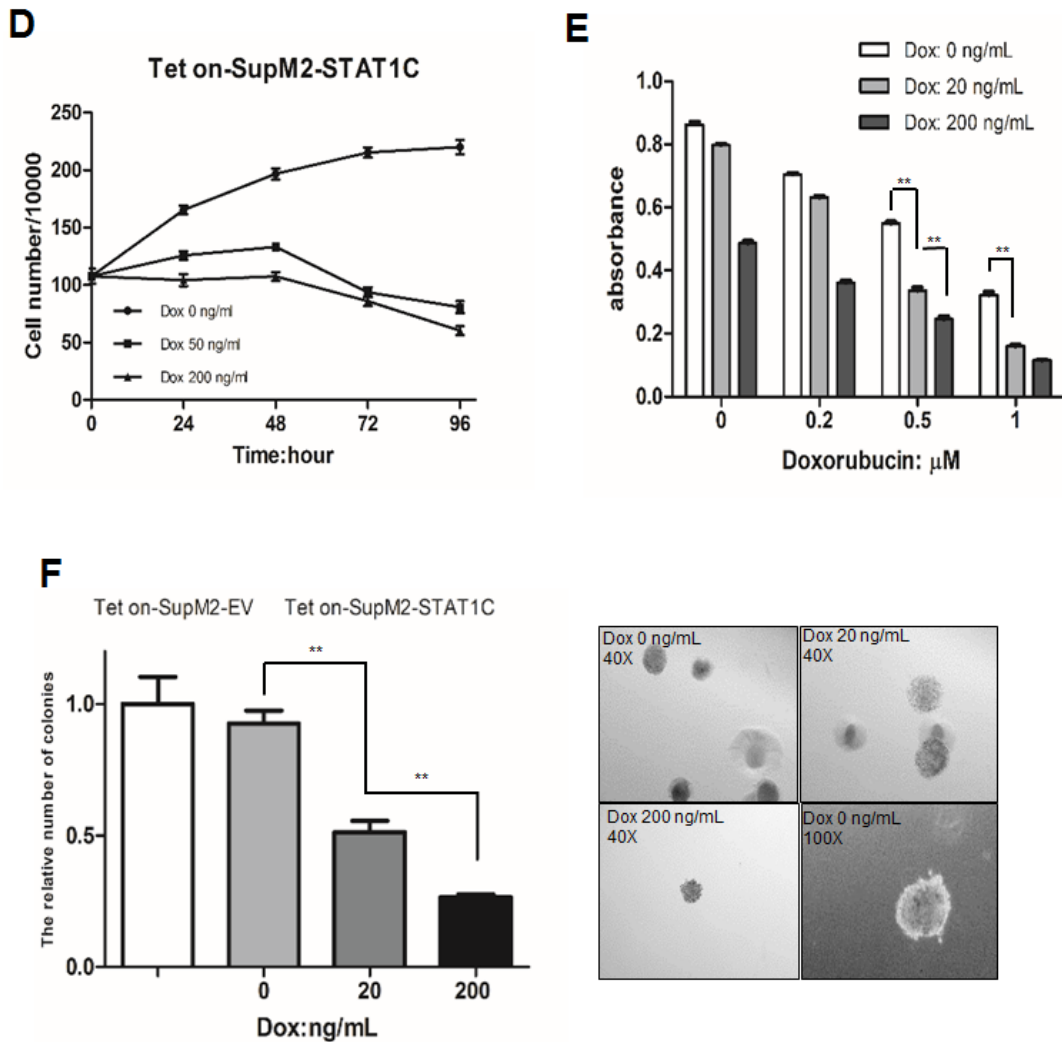 D
Tet on-SupM2-STAT1C
250
200
150
100
50
0
Cell number/10000
Dox 0 ng/ml
Dox 50 ng/ml
Dox 200 ng/ml
0 24 48 72 96
Time:hour
E
Dox: 0 ng/mL
Dox: 20 ng/mL
Dox: 200 ng/mL
1.0
0.8
0.6
0.4
0.2
0.0
absorbance
**
**
**
0 0.2 0.5 1
Doxorubucin: μM
F
Tet on-SupM2-EV Tet on-SupM2-STAT1C
The relative number of colonies
1.0
0.5
0.0
**
**
0 20 200
Dox:ng/mL
Dox 0 ng/mL
40X
Dox 20 ng/mL
40X
Dox 200 ng/mL
40X
Dox 0 ng/mL
100X